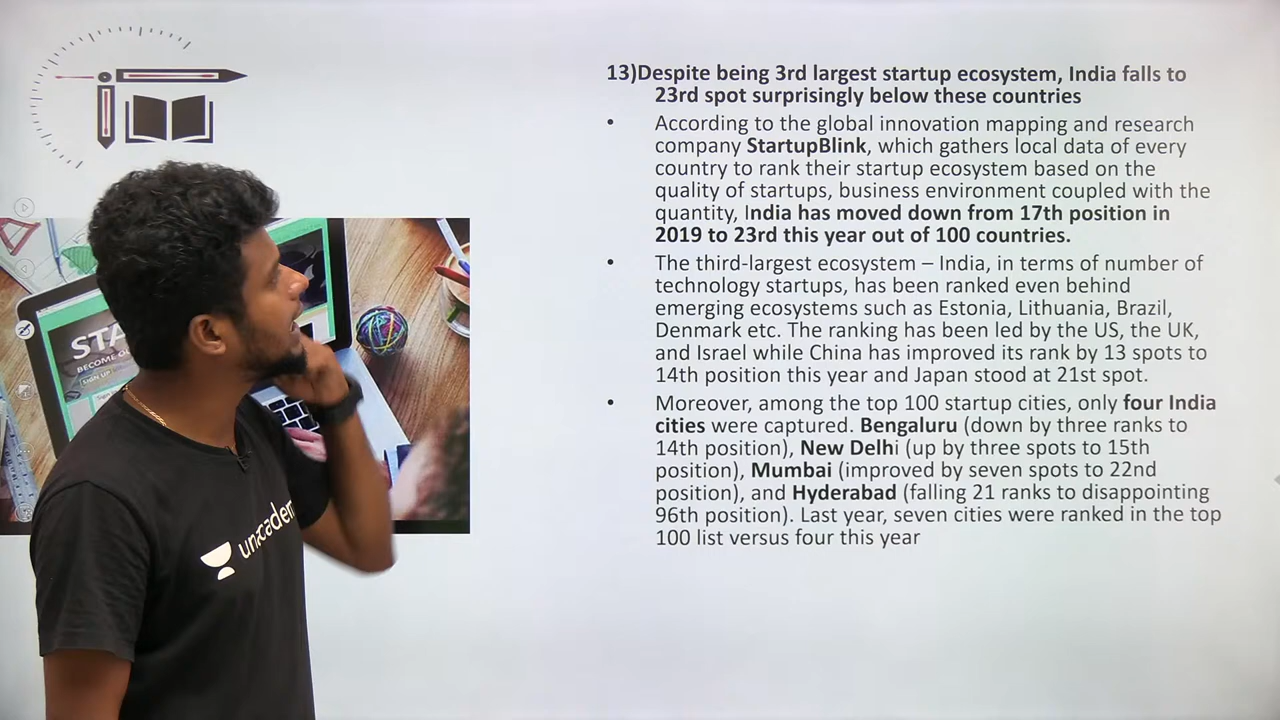 13)Despite being 3rd largest startup ecosystem, India falls to
23rd spot surprisingly below these countries
• According to the global innovation mapping and research
company StartupBlink, which gathers local data of every
country to rank their startup ecosystem based on the
quality of startups, business environment coupled with the
quantity, India has moved down from 17th position in
2019 to 23rd this year out of 100 countries.
• The third-largest ecosystem – India, in terms of number of
technology startups, has been ranked even behind
emerging ecosystems such as Estonia, Lithuania, Brazil,
Denmark etc. The ranking has been led by the US, the UK,
and Israel while China has improved its rank by 13 spots to
14th position this year and Japan stood at 21st spot.
• Moreover, among the top 100 startup cities, only four India
cities were captured. Bengaluru (down by three ranks to
14th position), New Delhi (up by three spots to 15th
position), Mumbai (improved by seven spots to 22nd
position), and Hyderabad (falling 21 ranks to disappointing
96th position). Last year, seven cities were ranked in the top
100 list versus four this year
STA
BECOME
SIGN UP
unacademy